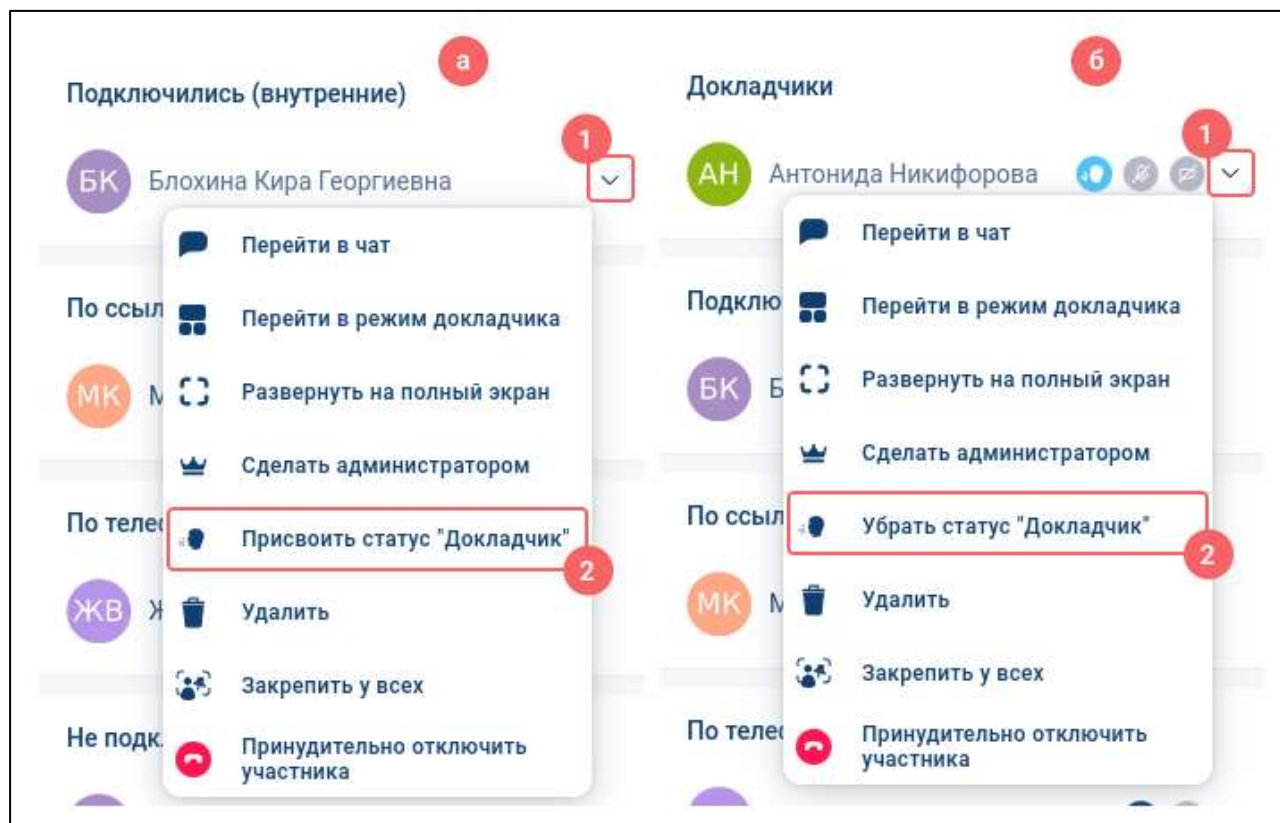 а
Подключились (внутренние)
1
БК Блохина Кира Георгиевна
Перейти в чат
По ссыл
Перейти в режим докладчика
МК М
Развернуть на полный экран
Сделать администратором
По теле
Присвоить статус "Докладчик"
2
ЖВ Ж
Удалить
Закрепить у всех
Не подк
Принудительно отключить
участника
б
Докладчики
1
АН Антонида Никифорова
Перейти в чат
Подклю
Перейти в режим докладчика
БК Б
Развернуть на полный экран
Сделать администратором
По ссыл
Убрать статус "Докладчик"
2
МК М
Удалить
Закрепить у всех
По теле
Принудительно отключить
участника